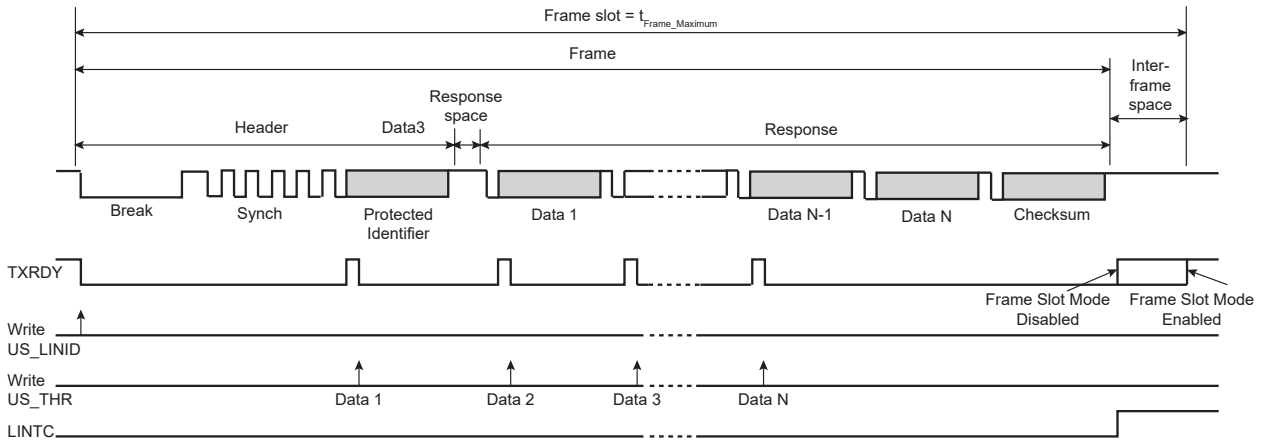 Frame slot = tFrame_Maximum
Frame
Inter-
frame
space
Response
space
Header
Data3
Response
Break
Synch
Protected
Identifier
Data 1
Data N-1
Data N
Checksum
TXRDY
Frame Slot Mode
Disabled
Frame Slot Mode
Enabled
Write
US_LINID
Write
US_THR
Data 1
Data 2
Data 3
Data N
LINTC